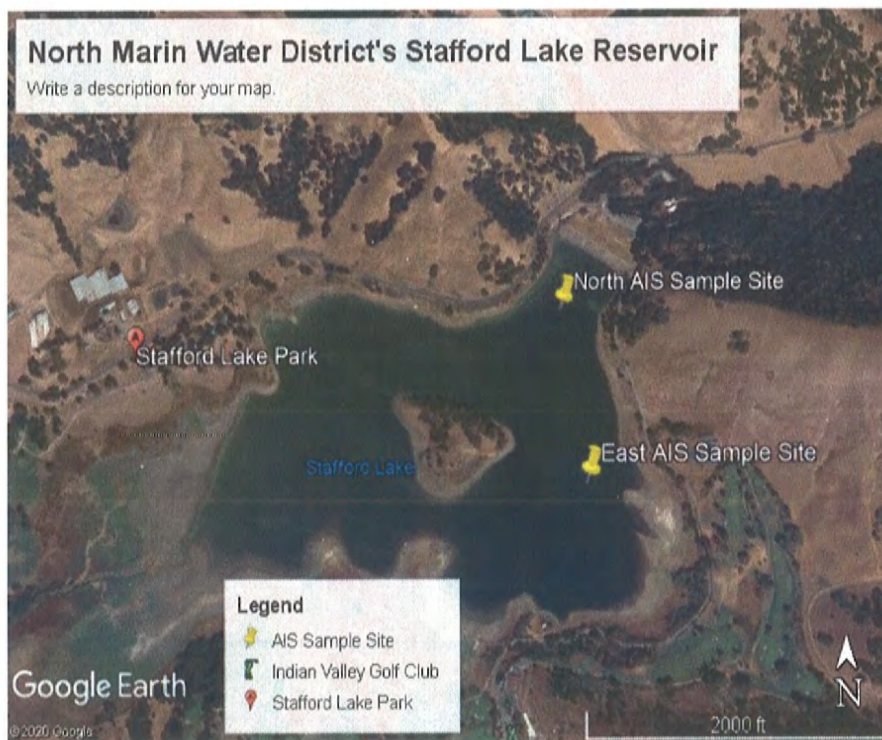 North Marin Water District's Stafford Lake Reservoir
Write a description for your map.
North AIS Sample Site
A
Stafford Lake Park
East AIS Sample Site
Stafford Lake
Legend
AIS Sample Site
Indian Valley Golf Club
Stafford Lake Park
Google Earth
N
© 2020 Google
2000 ft